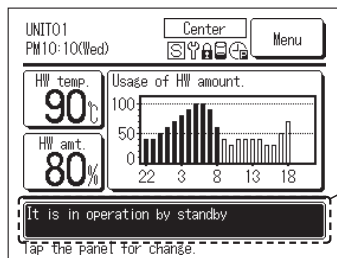 UNIT01
PM10:10(Wed)
Center
Menu
S
P
HW temp.
90℃
HW amt.
80%
Usage of HW amount.
100
50
0
22 3 8 13 18
It is in operation by standby
Tap the panel for change.